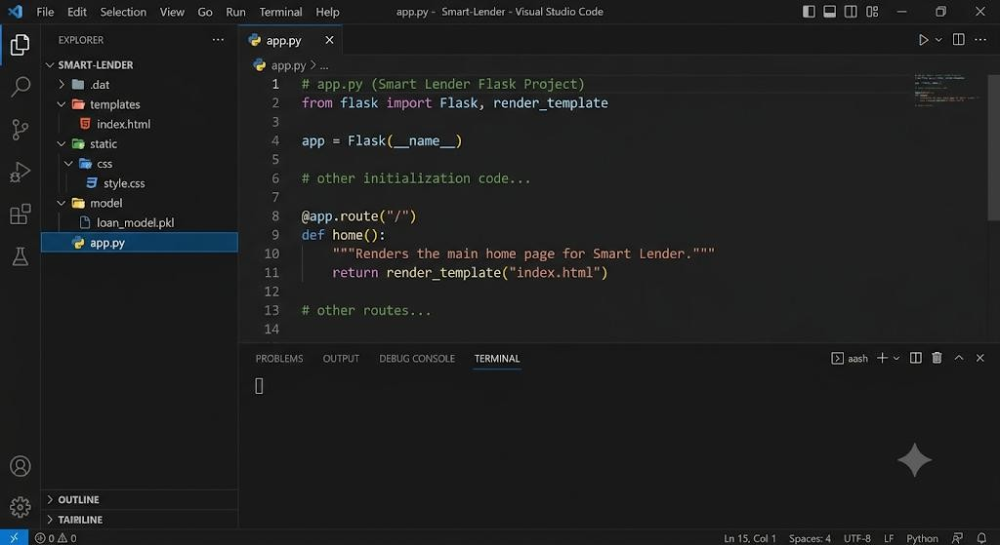 File Edit Selection View Go Run Terminal Help
app.py - Smart-Lender - Visual Studio Code
EXPLORER
SMART-LENDER
.dat
templates
index.html
static
css
style.css
model
loan_model.pkl
app.py
OUTLINE
app.py
app.py > ...
1 # app.py (Smart Lender Flask Project)
2 from flask import Flask, render_template
3
4 app = Flask(__name__)
5
6 # other initialization code...
7
8 @app.route("/")
9 def home():
10 """Renders the main home page for Smart Lender."""
11 return render_template("index.html")
12
13 # other routes...
14
PROBLEMS OUTPUT DEBUG CONSOLE TERMINAL
aash
0 0
Ln 15, Col 1 Spaces: 4 UTF-8 LF Python